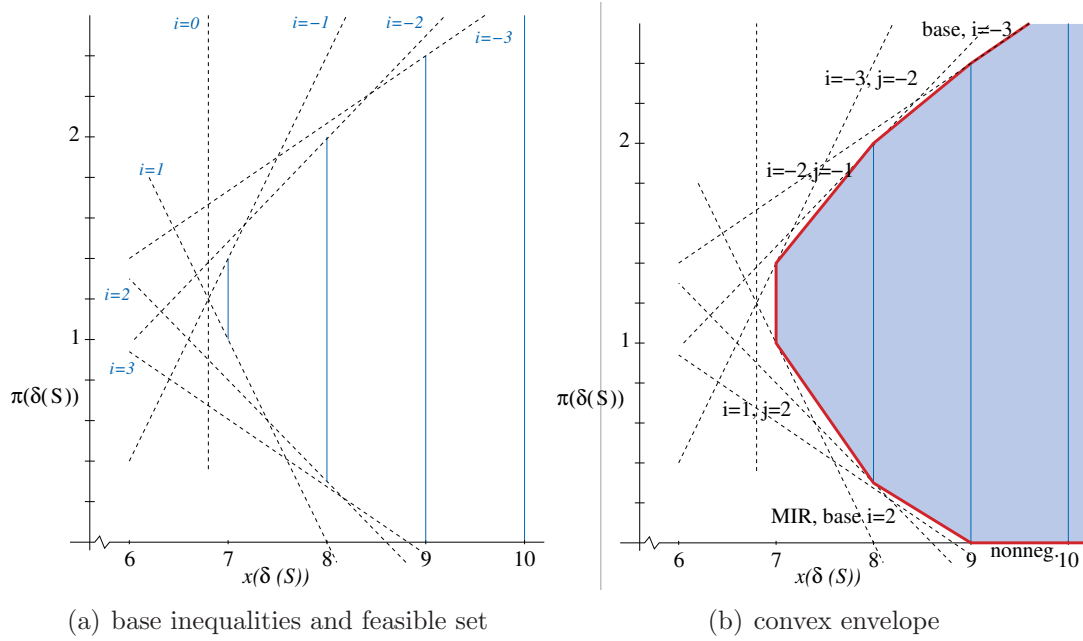 i=0
i=−1
i=−2
i=−3
i=1
i=2
i=3
2
1
π(δ(S))
6 7 8 9 10
x(δ(S))
(a) base inequalities and feasible set
base, i=−3
i=−3, j=−2
i=−2,j=−1
i=1, j=2
MIR, base i=2
nonneg.
2
1
π(δ(S))
6 7 8 9 10
x(δ(S))
(b) convex envelope